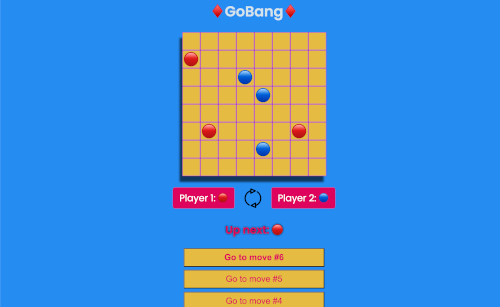 GoBang
Player 1:
Player 2:
Up next:
Go to move #6
Go to move #5
Go to move #4